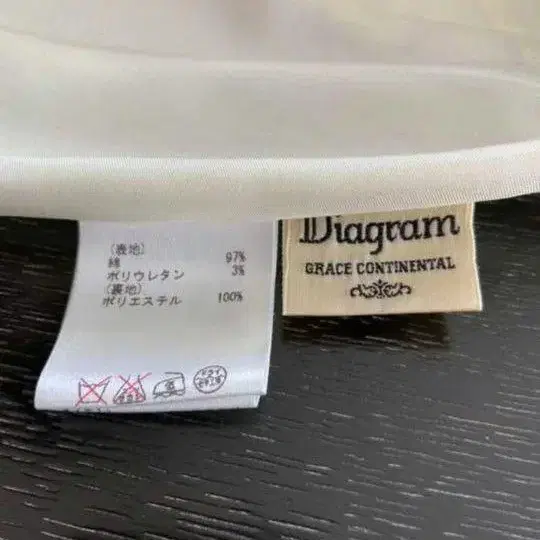 (表地)
綿 97%
ポリウレタン 3%
(裏地)
ポリエステル 100%
Diagram
GRACE CONTINENTAL